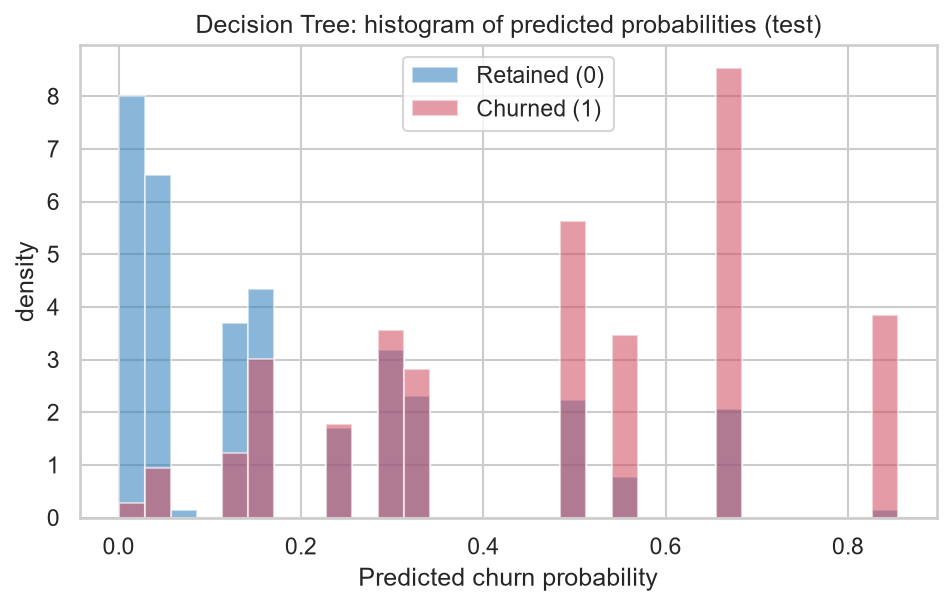 Decision Tree: histogram of predicted probabilities (test)
Retained (0)
Churned (1)
density
8
7
6
5
4
3
2
1
0
0.0 0.2 0.4 0.6 0.8
Predicted churn probability